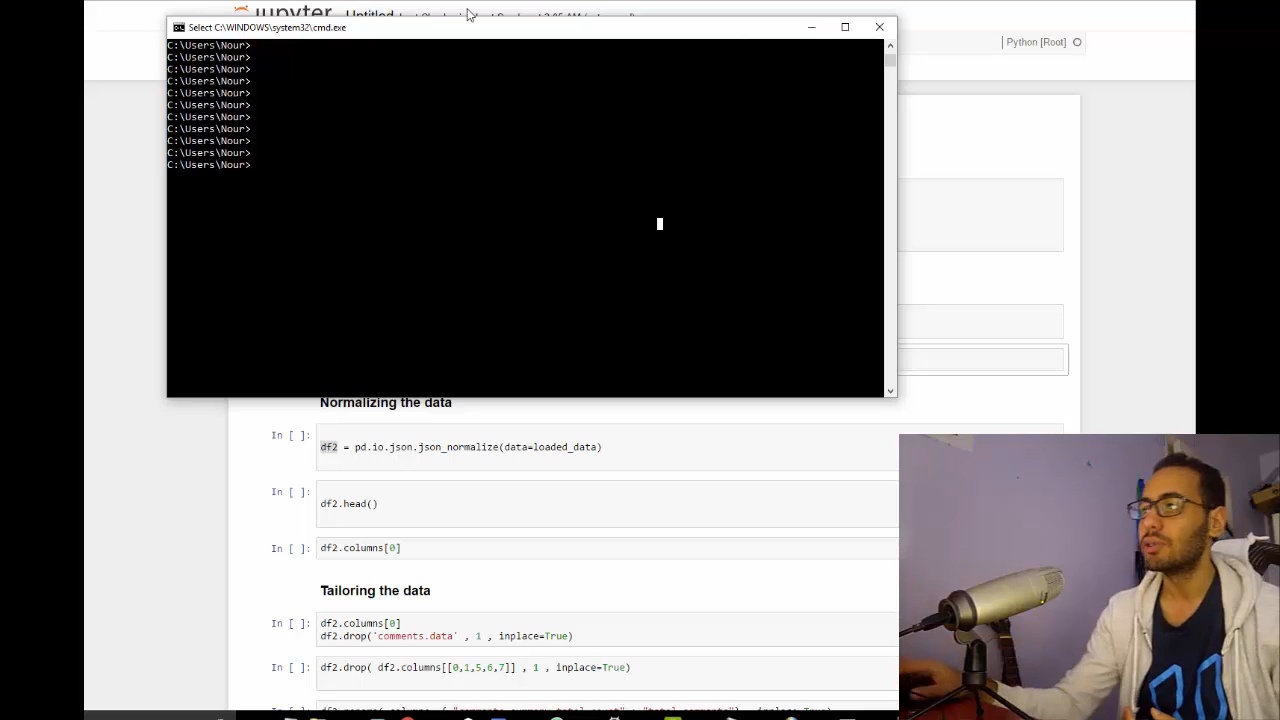 jupyter Untitled
Select C:\WINDOWS\system32\cmd.exe
C:\Users\Nour>
C:\Users\Nour>
C:\Users\Nour>
C:\Users\Nour>
C:\Users\Nour>
C:\Users\Nour>
C:\Users\Nour>
C:\Users\Nour>
C:\Users\Nour>
C:\Users\Nour>
C:\Users\Nour>
Python [Root]
Normalizing the data
In [ ]: df2 = pd.io.json.json_normalize(data=loaded_data)
In [ ]: df2.head()
In [ ]: df2.columns[0]
Tailoring the data
In [ ]: df2.columns[0]
df2.drop('comments.data' , 1 , inplace=True)
In [ ]: df2.drop( df2.columns[[0,1,5,6,7]] , 1 , inplace=True)